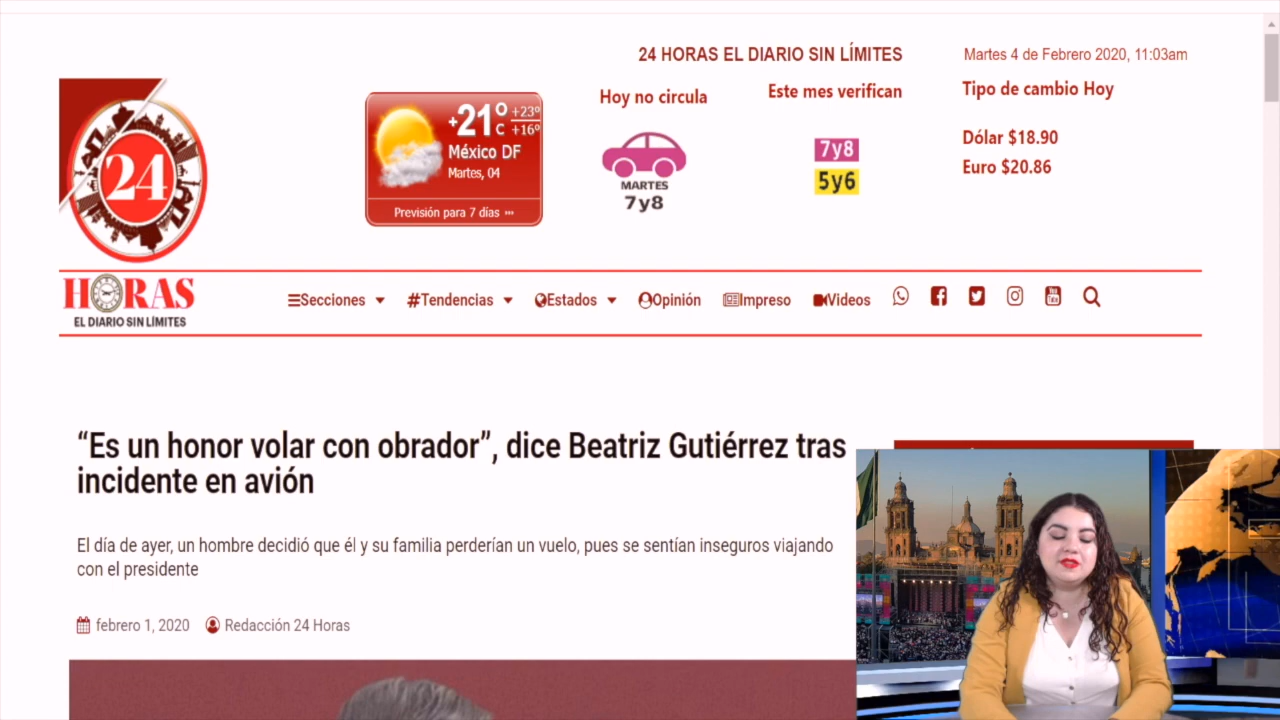 24 HORAS EL DIARIO SIN LÍMITES
Martes 4 de Febrero 2020, 11:03am
24
HORAS
EL DIARIO SIN LÍMITES
+21°C
+23°
+16°
México DF
Martes, 04
Previsión para 7 días
Hoy no circula
MARTES
7y8
Este mes verifican
7y8
5y6
Tipo de cambio Hoy
Dólar $18.90
Euro $20.86
Secciones
#Tendencias
Estados
Opinión
Impreso
Videos
You Tube
“Es un honor volar con obrador”, dice Beatriz Gutiérrez tras
incidente en avión
El día de ayer, un hombre decidió que él y su familia perderían un vuelo, pues se sentían inseguros viajando
con el presidente
febrero 1, 2020
Redacción 24 Horas